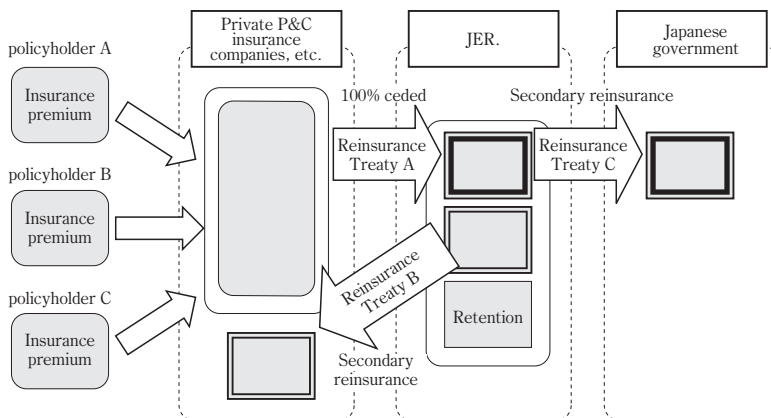 Private P&C
insurance
companies, etc.
JER.
Japanese
government
policyholder A
Insurance
premium
policyholder B
Insurance
premium
policyholder C
Insurance
premium
100% ceded
Reinsurance
Treaty A
Secondary reinsurance
Reinsurance
Treaty C
Reinsurance
Treaty B
Retention
Secondary
reinsurance